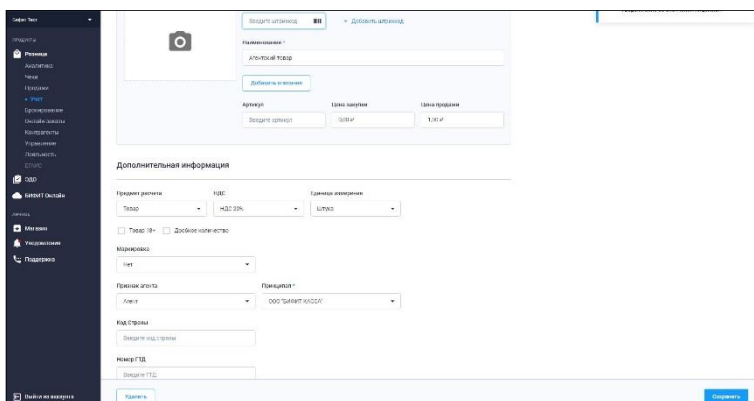 Бифит Тест
ПРОДУКТЫ
Розница
Аналитика
Чеки
Продажи
• Учет
Бронирование
Онлайн-заказы
Контрагенты
Управление
Лояльность
ЕГАИС
ЭДО
БИФИТ Онлайн
Магазин
Уведомления
Поддержка
Выйти из аккаунта
Введите штрихкод
+ Добавить штрихкод
Наименование *
Агентский товар
Добавить описание
Артикул
Цена закупки
Цена продажи
Введите артикул
0,00 ₽
1,00 ₽
Дополнительная информация
Предмет расчета
НДС
Единица измерения
Товар
НДС 20%
Штука
Товар 18+
Дробное количество
Маркировка
Нет
Признак агента
Принципал *
Агент
ООО "БИФИТ КАССА"
Код Страны
Введите код страны
Номер ГТД
Введите ГТД
Удалить
Сохранить